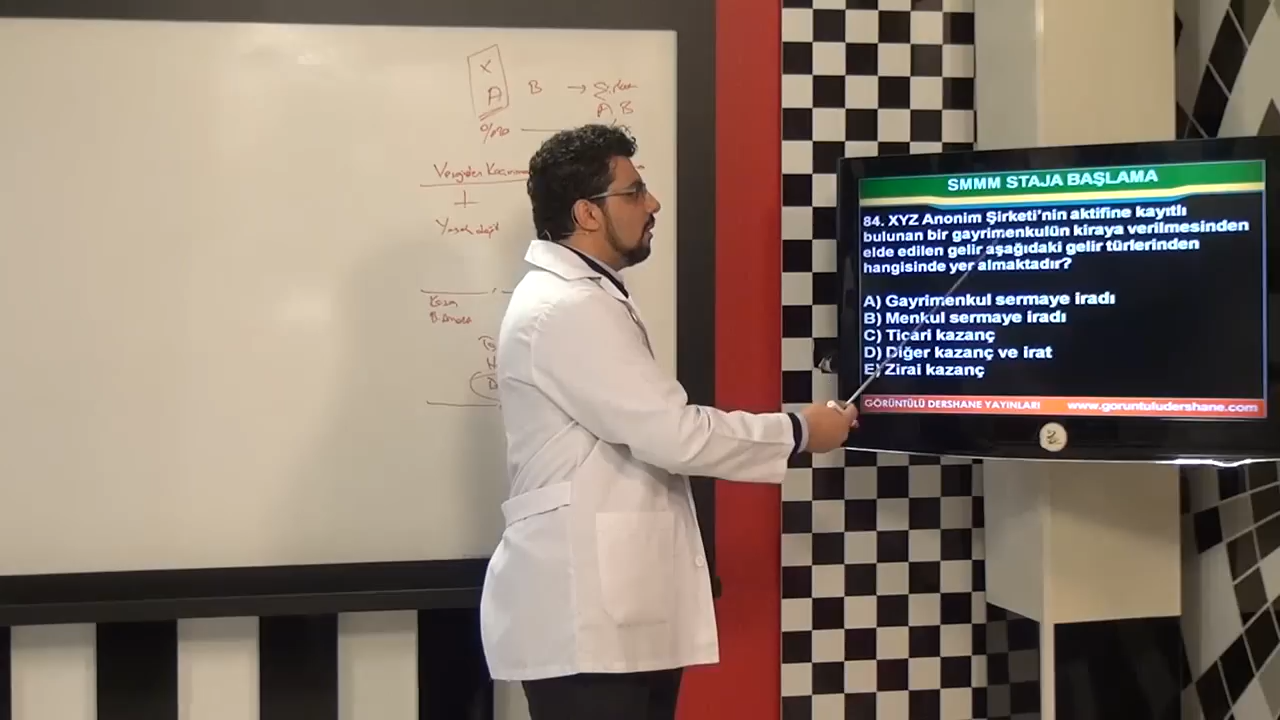 X
A
B →
A B
Yasak değil
SMMM STAJA BAŞLAMA
84. XYZ Anonim Şirketi'nin aktifine kayıtlı
bulunan bir gayrimenkulün kiraya verilmesinden
elde edilen gelir aşağıdaki gelir türlerinden
hangisinde yer almaktadır?
A) Gayrimenkul sermaye iradı
B) Menkul sermaye iradı
C) Ticari kazanç
D) Diğer kazanç ve irat
E) Zirai kazanç
GÖRÜNTÜLÜ DERSHANE YAYINLARI www.goruntuludershane.com